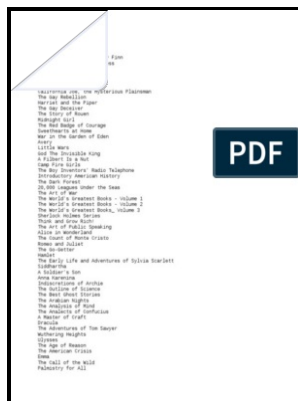 Finn
California Joe, The Mysterious Plainsman
The Gay Rebellion
Harriet and the Piper
The Gay Deceiver
The Story of Rouen
Midnight Girl
The Red Badge of Courage
Sweethearts at Home
War in the Garden of Eden
Avery
Little Wars
God The Invisible King
A Filbert Is a Nut
Camp Fire Girls
The Boy Inventors' Radio Telephone
Introductory American History
The Dark Forest
20,000 Leagues Under the Seas
The Art of War
The World's Greatest Books - Volume 1
The World's Greatest Books - Volume 2
The World's Greatest Books_ Volume 3
Sherlock Holmes Series
Think and Grow Rich!
The Art of Public Speaking
Alice in Wonderland
The Count of Monte Cristo
Romeo and Juliet
The Go-Getter
Hamlet
The Early Life and Adventures of Sylvia Scarlett
Siddhartha
A Soldier's Son
Anna Karenina
Indiscretions of Archie
The Outline of Science
The Best Ghost Stories
The Arabian Nights
The Analysis of Mind
The Analects of Confucius
A Master of Craft
Dracula
The Adventures of Tom Sawyer
Wuthering Heights
Ulysses
The Age of Reason
The American Crisis
Emma
The Call of the Wild
Palmistry for All
PDF